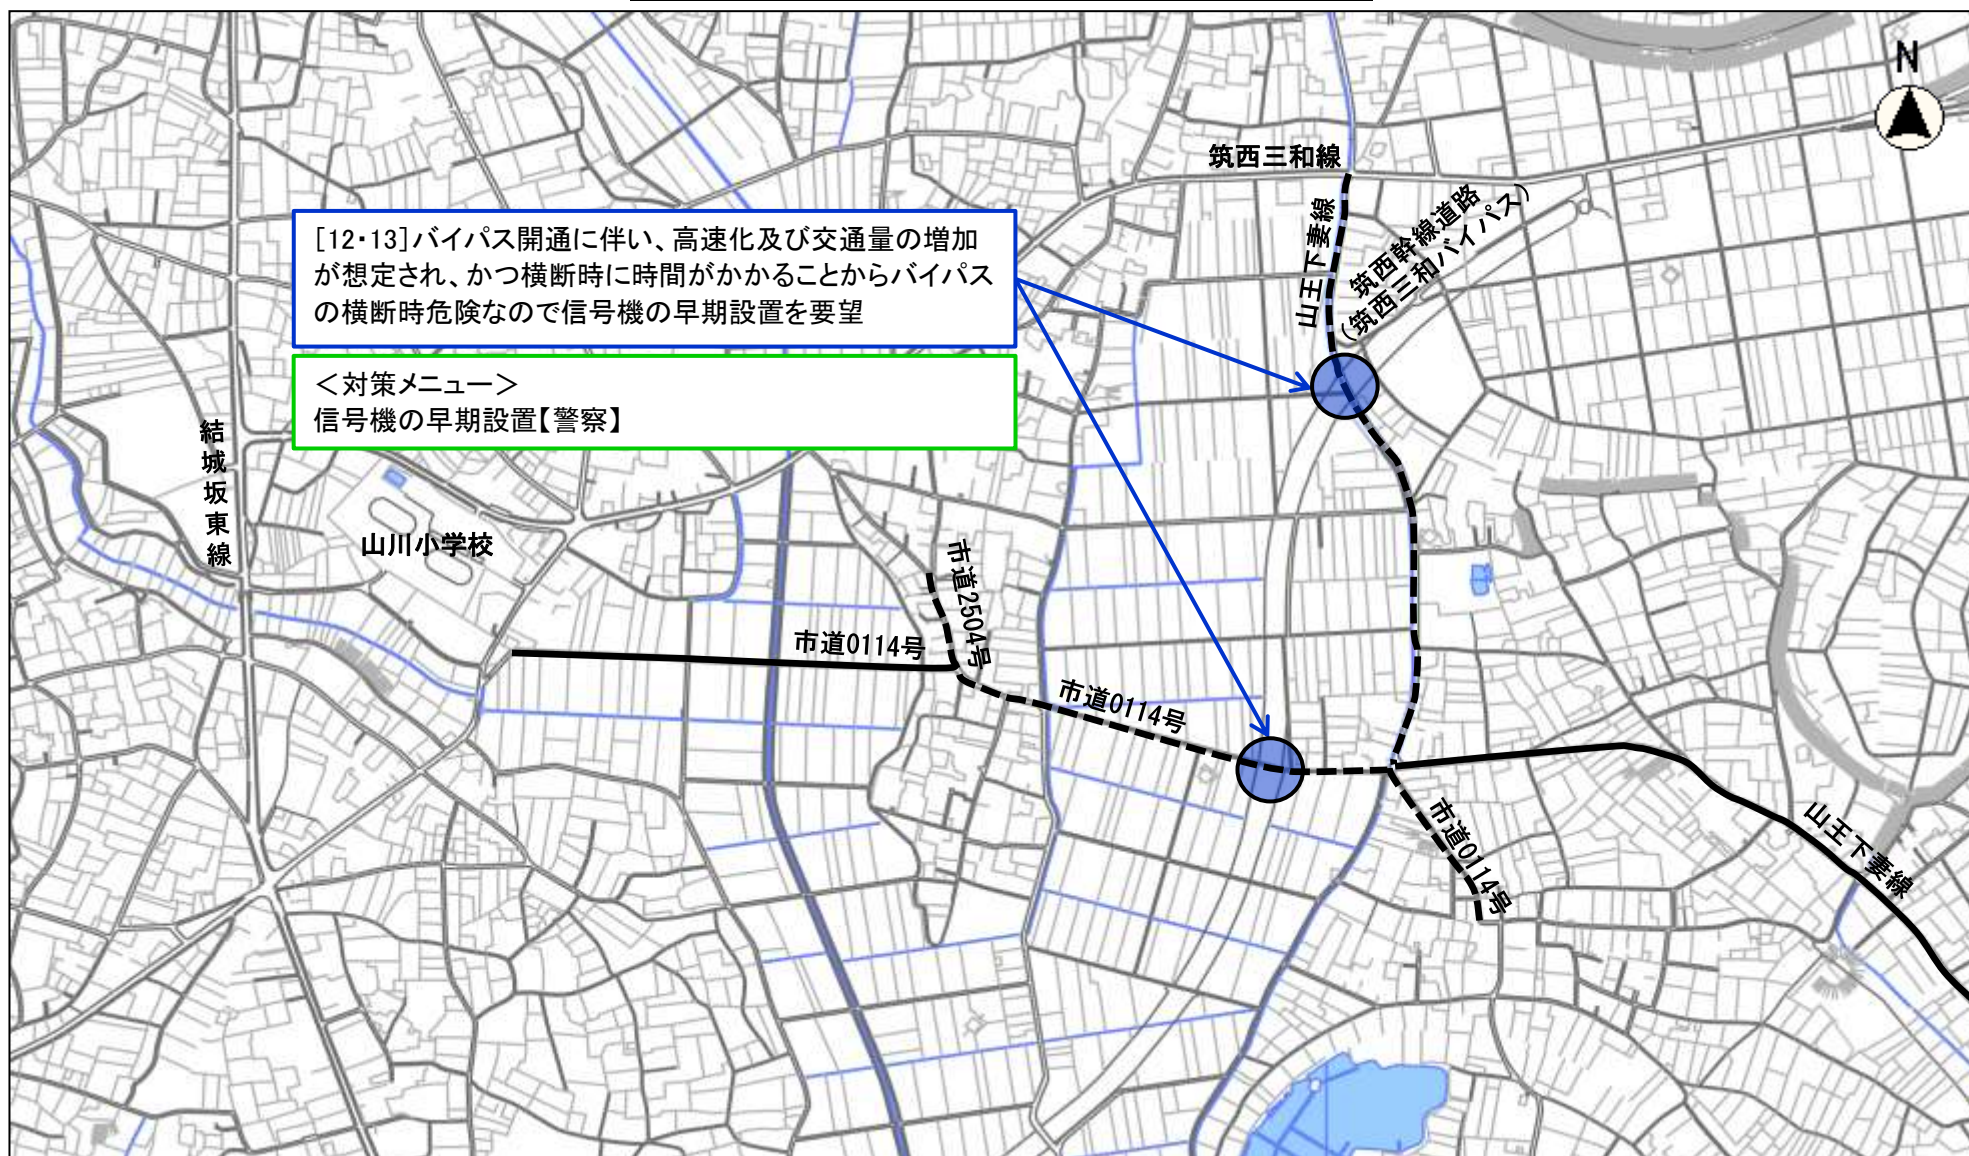 N
筑西三和線
山王下妻線
筑西幹線道路
（筑西三和バイパス）
[12・13]バイパス開通に伴い、高速化及び交通量の増加
が想定され、かつ横断時に時間がかかることからバイパス
の横断時危険なので信号機の早期設置を要望
＜対策メニュー＞
信号機の早期設置【警察】
結城坂東線
山川小学校
市道2504号
市道0114号
市道0114号
市道0114号
山王下妻線